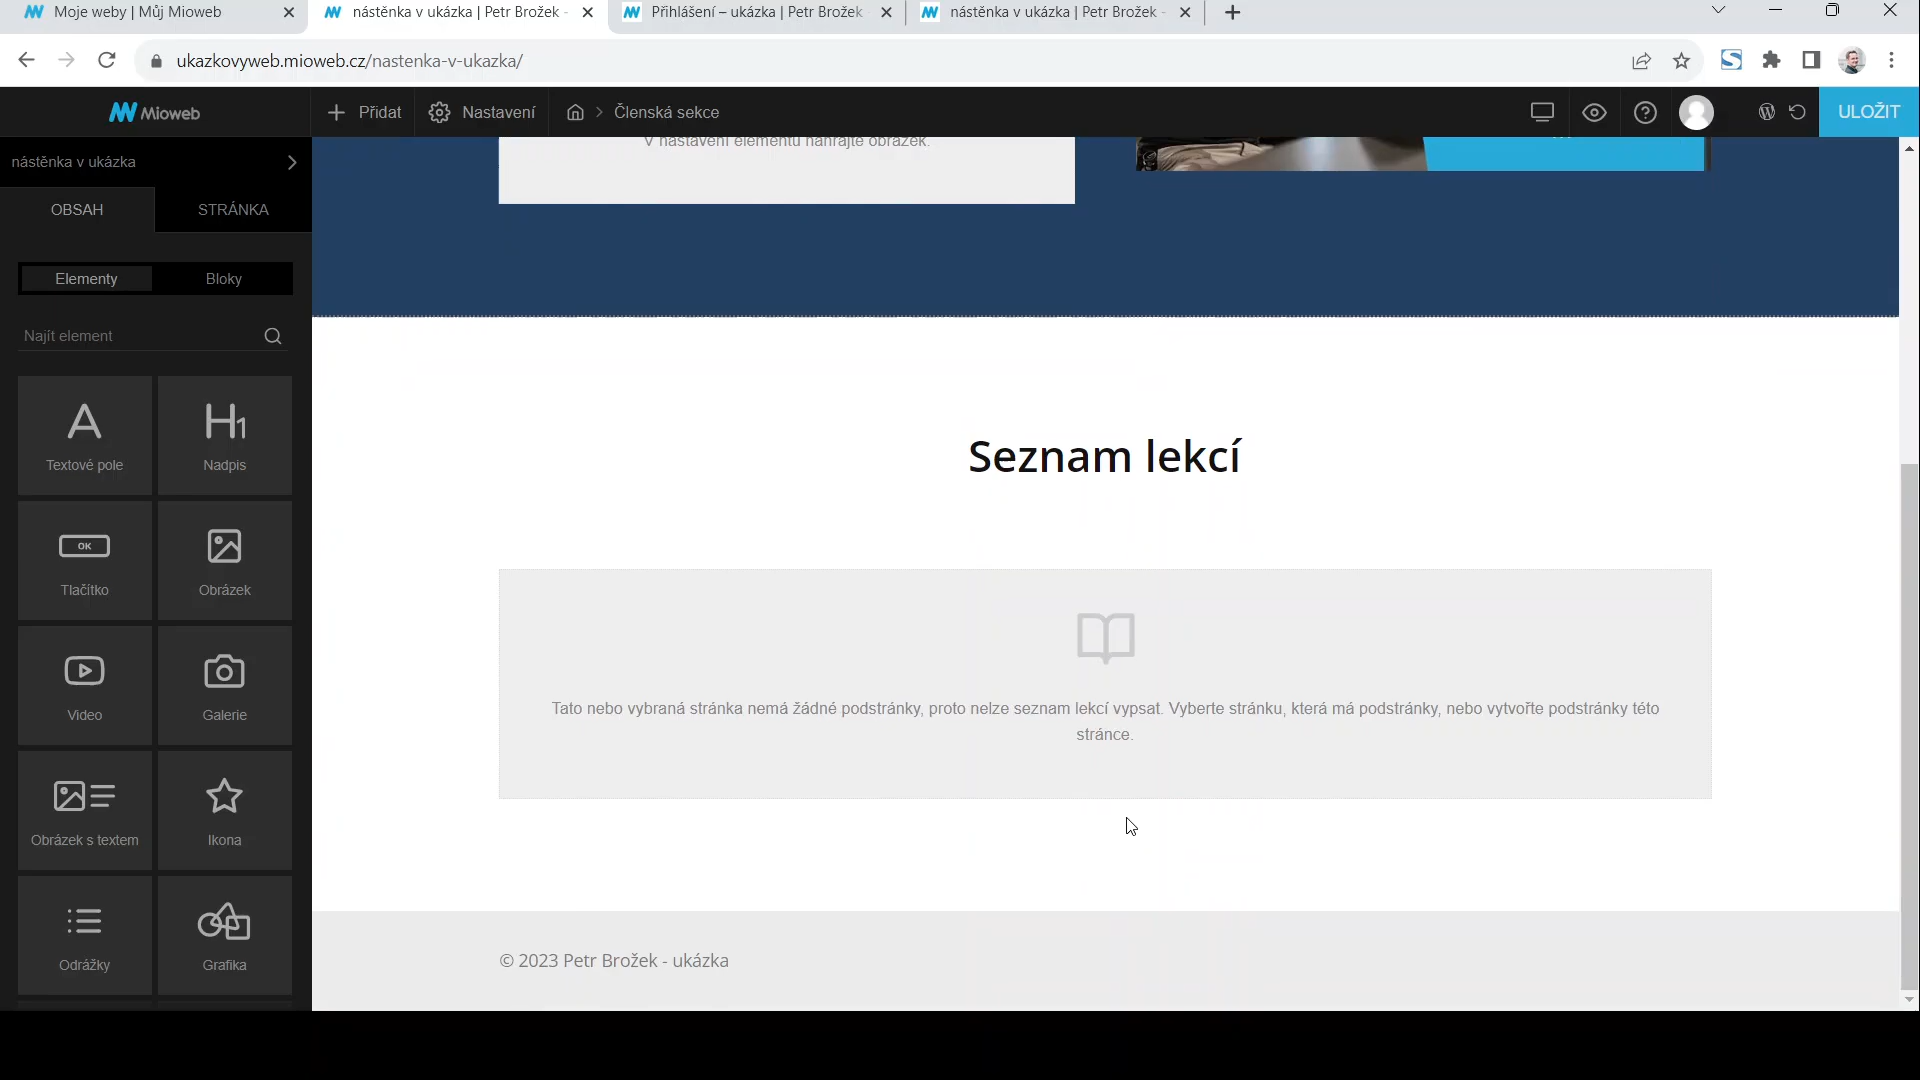 Moje weby | Můj Mioweb
nástěnka v ukázka | Petr Brožek -
Přihlášení – ukázka | Petr Brožek
nástěnka v ukázka | Petr Brožek -
ukazkovyweb.mioweb.cz/nastenka-v-ukazka/
Mioweb
Přidat
Nastavení
Členská sekce
ULOŽIT
nástěnka v ukázka
OBSAH
STRÁNKA
Elementy
Bloky
Najít element
A
Textové pole
H1
Nadpis
OK
Tlačítko
Obrázek
Video
Galerie
Obrázek s textem
Ikona
Odrážky
Grafika
V nastavení elementu nahrajte obrázek.
Seznam lekcí
Tato nebo vybraná stránka nemá žádné podstránky, proto nelze seznam lekcí vypsat. Vyberte stránku, která má podstránky, nebo vytvořte podstránky této
stránce.
© 2023 Petr Brožek - ukázka